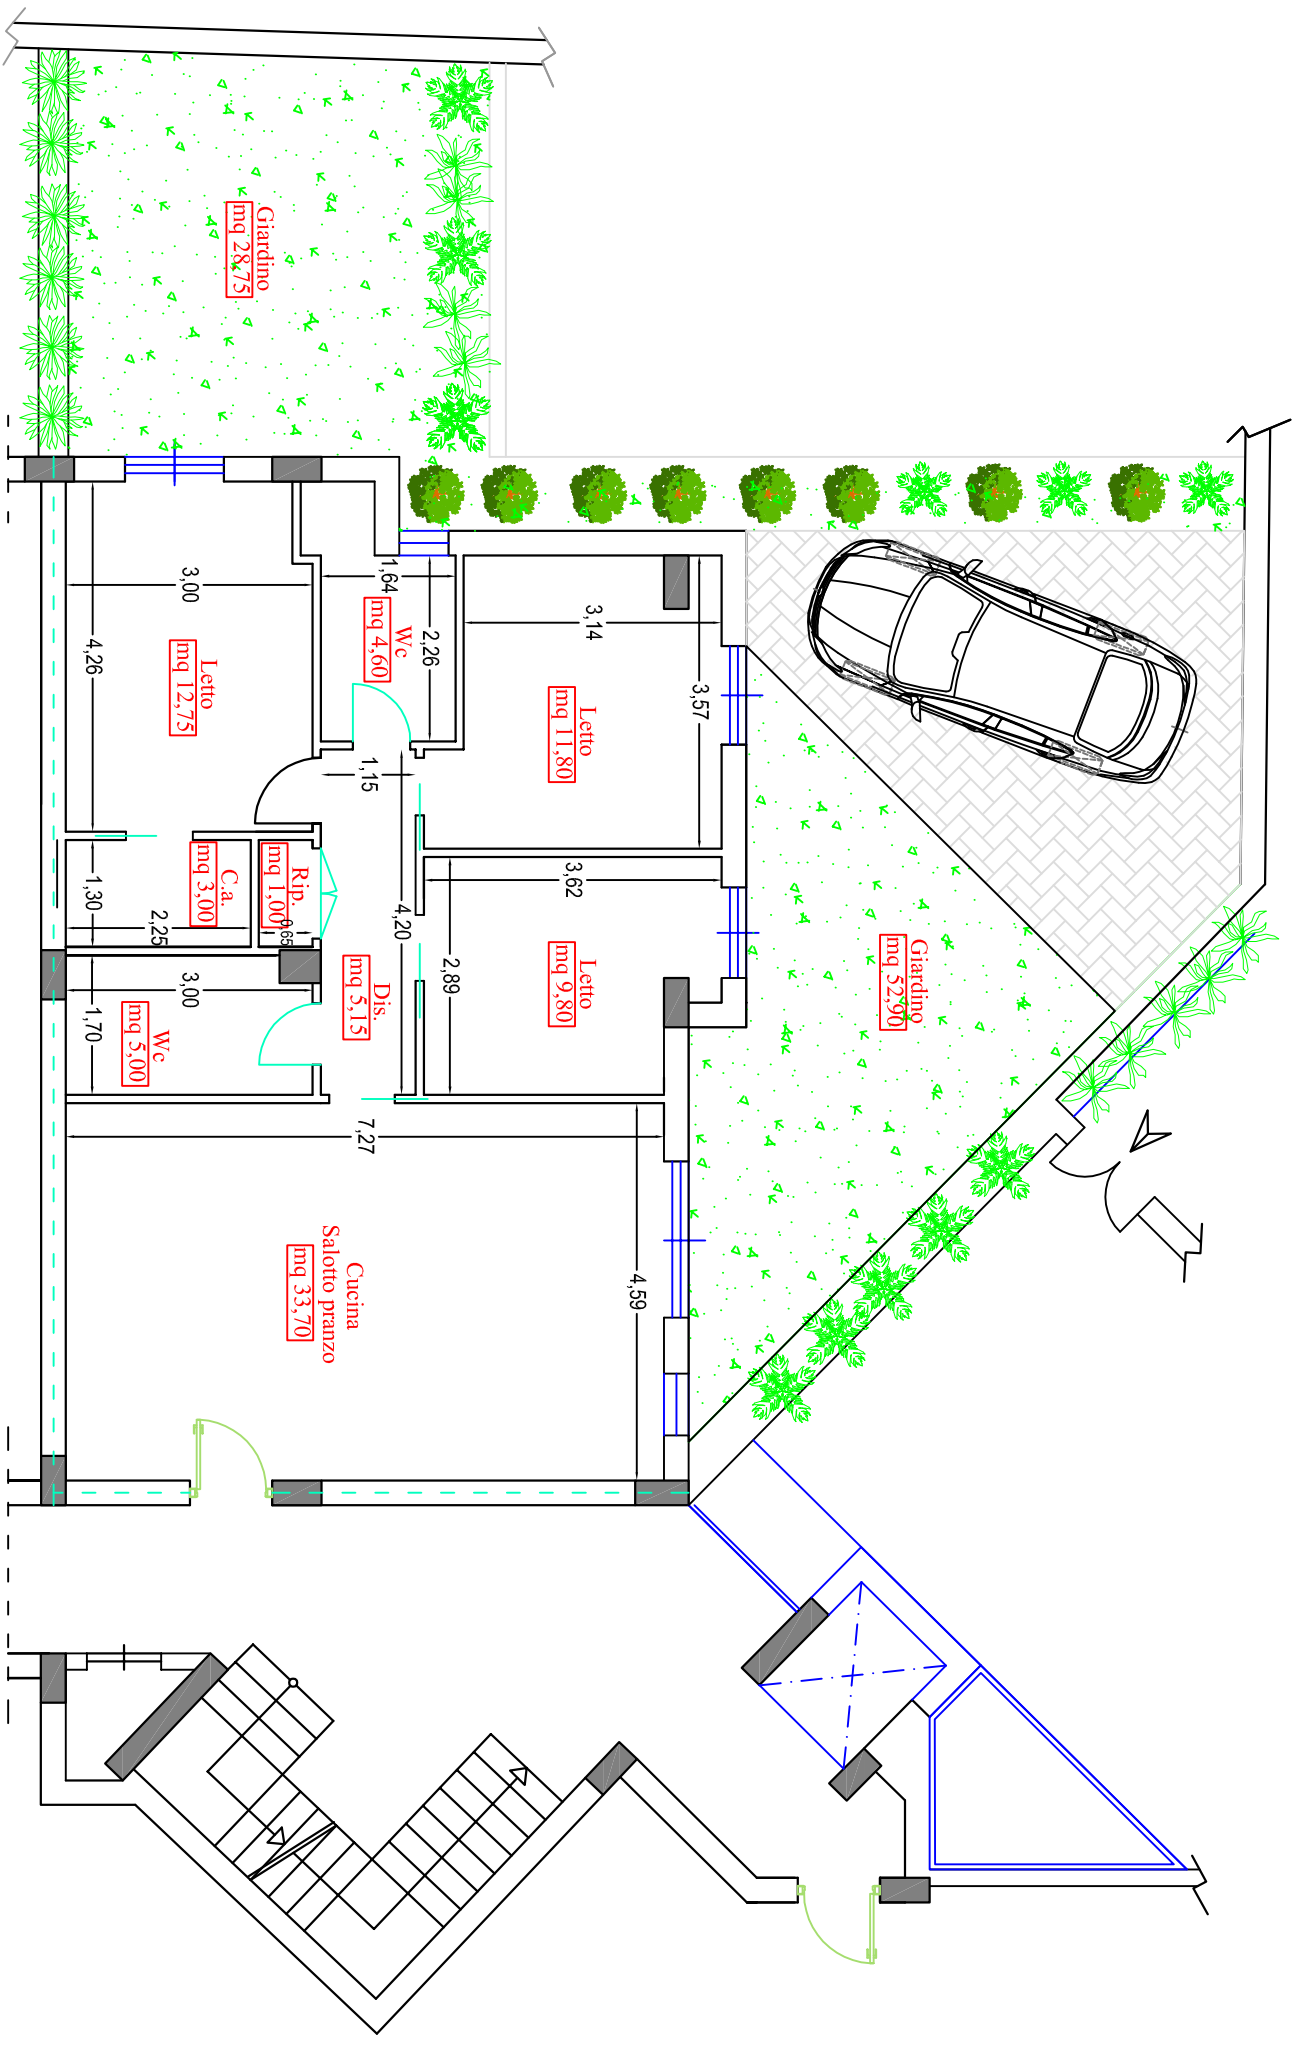 Giardino
mq 28,75
3,00
4,26
Letto
mq 12,75
1,64
Wc
mq 4,60
2,26
3,14
3,57
Letto
mq 11,80
1,15
C.a.
mq 3,00
1,30
2,25
Rip.
mq 1,00
0,65
4,20
3,62
2,89
Letto
mq 9,80
Giardino
mq 52,90
Dis.
mq 5,15
3,00
1,70
Wc
mq 5,00
7,27
4,59
Cucina
Salotto pranzo
mq 33,70